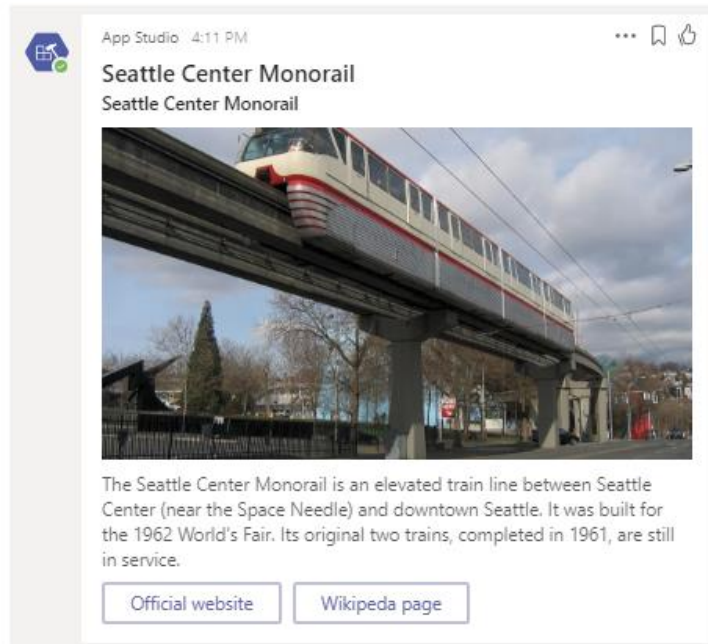 App Studio 4:11 PM
Seattle Center Monorail
Seattle Center Monorail
The Seattle Center Monorail is an elevated train line between Seattle
Center (near the Space Needle) and downtown Seattle. It was built for
the 1962 World's Fair. Its original two trains, completed in 1961, are still
in service.
Official website
Wikipeda page